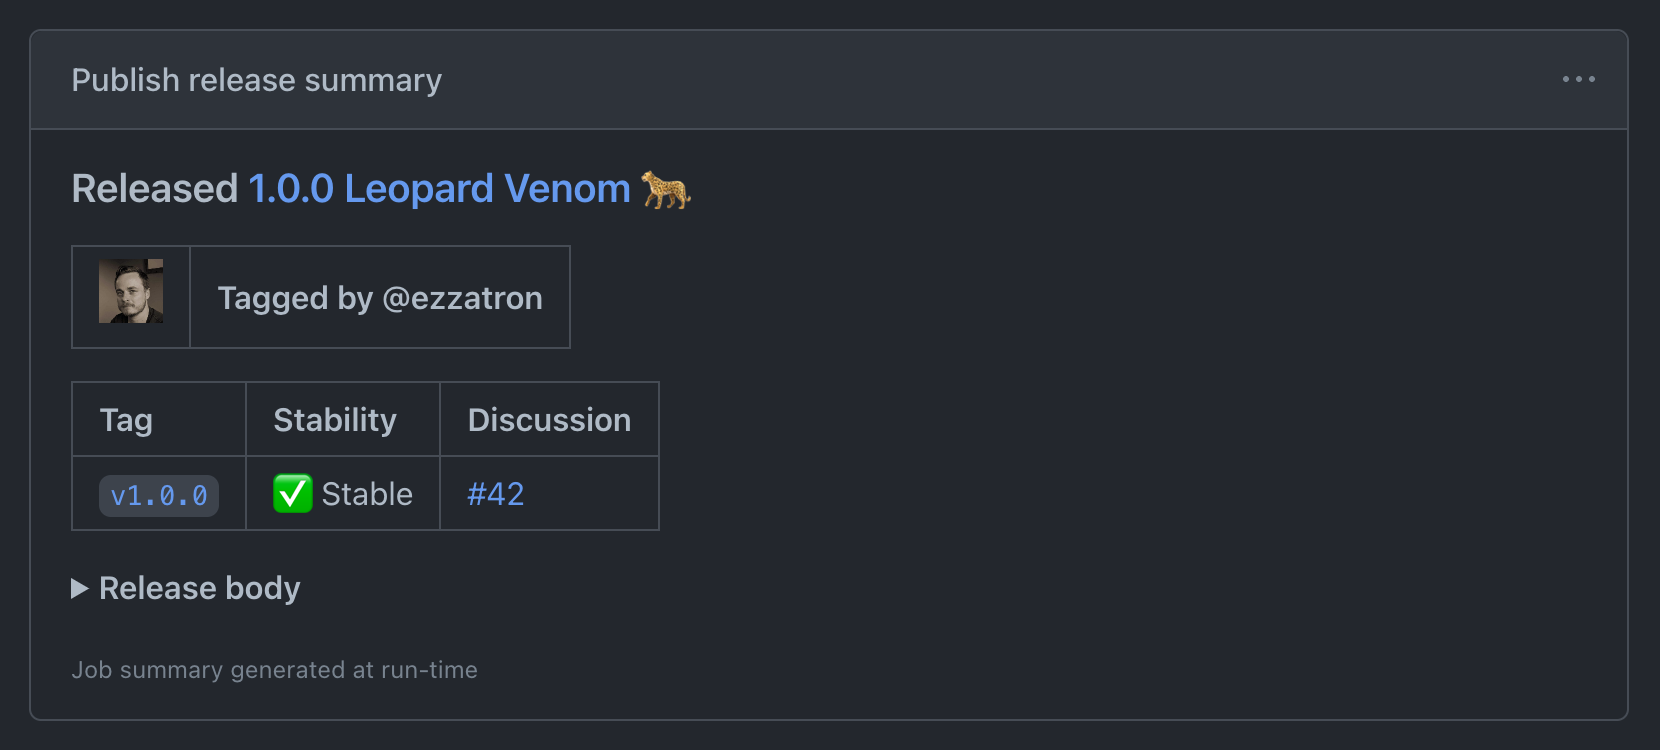 Publish release summary
Released 1.0.0 Leopard Venom 🐆
Tagged by @ezzatron
Tag Stability Discussion
v1.0.0 ✅ Stable #42
Release body
Job summary generated at run-time